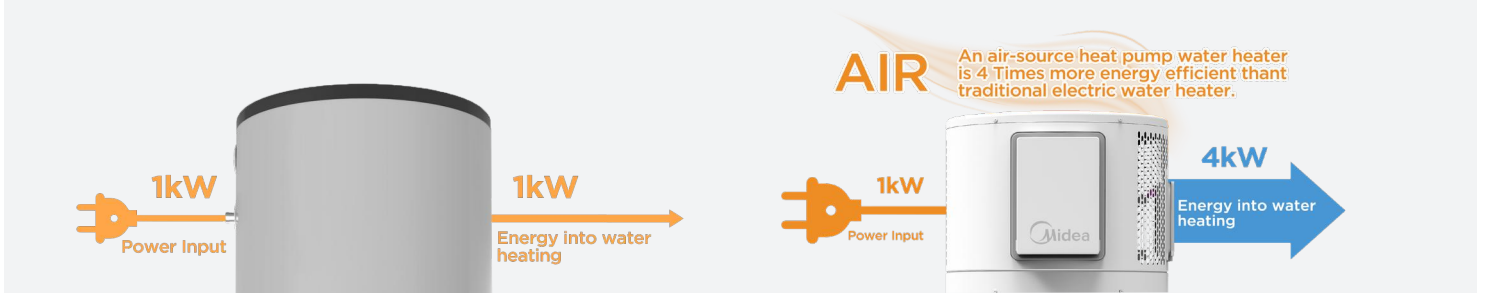 1kW
Power Input
1kW
Energy into water
heating
AIR
An air-source heat pump water heater
is 4 Times more energy efficient thant
traditional electric water heater.
1kW
Power Input
Midea
4kW
Energy into water
heating